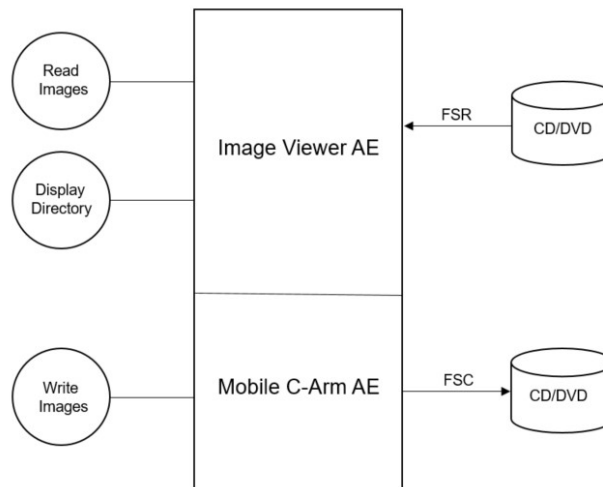 Read
Images
Image Viewer AE
FSR
CD/DVD
Display
Directory
Write
Images
Mobile C-Arm AE
FSC
CD/DVD